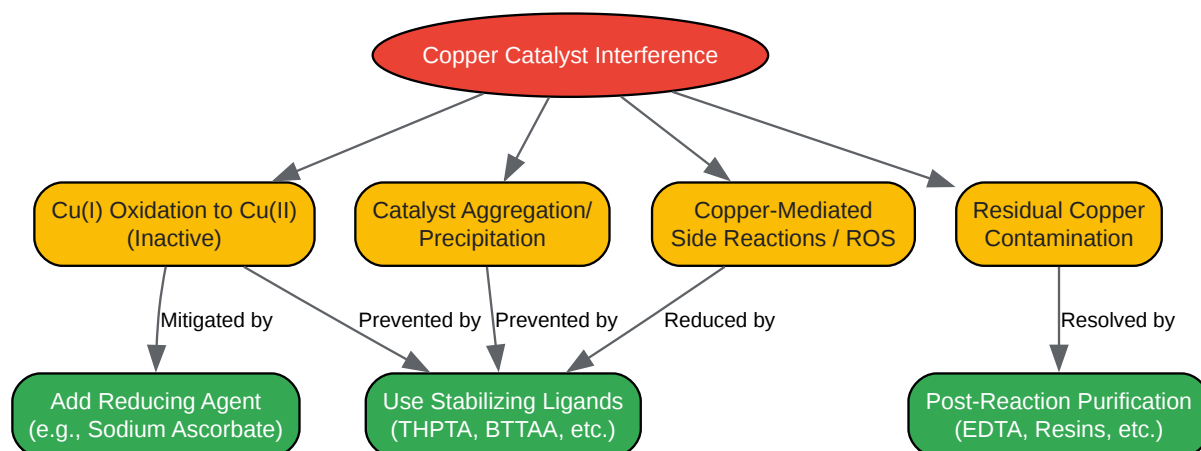 Copper Catalyst Interference
Cu(I) Oxidation to Cu(II)
(Inactive)
Catalyst Aggregation/
Precipitation
Copper-Mediated
Side Reactions / ROS
Residual Copper
Contamination
Mitigated by
Prevented by
Prevented by
Reduced by
Resolved by
Add Reducing Agent
(e.g., Sodium Ascorbate)
Use Stabilizing Ligands
(THPTA, BTTAA, etc.)
Post-Reaction Purification
(EDTA, Resins, etc.)